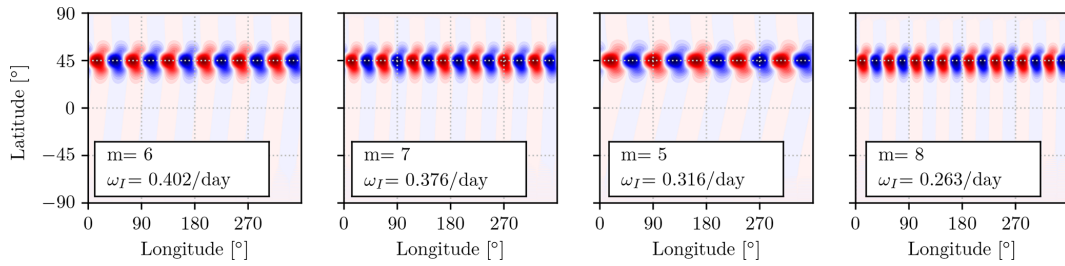 90
45
0
−45
−90
Latitude [°]
m= 6
ω_I= 0.402/day
0 90 180 270
Longitude [°]
m= 7
ω_I= 0.376/day
0 90 180 270
Longitude [°]
m= 5
ω_I= 0.316/day
0 90 180 270
Longitude [°]
m= 8
ω_I= 0.263/day
0 90 180 270
Longitude [°]